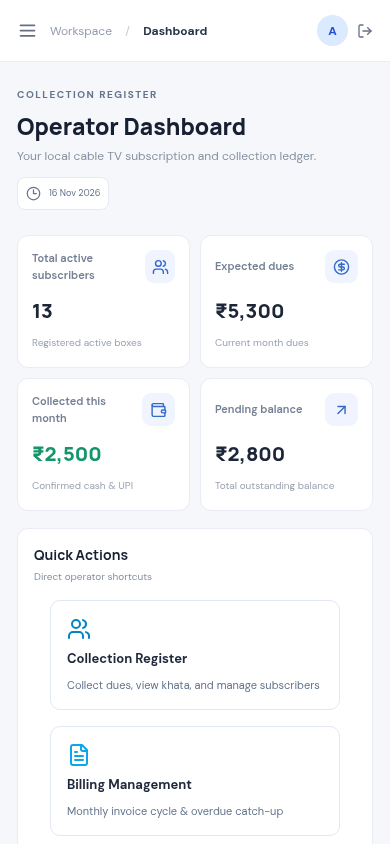 Workspace / Dashboard
A
COLLECTION REGISTER
Operator Dashboard
Your local cable TV subscription and collection ledger.
16 Nov 2026
Total active
subscribers
13
Registered active boxes
Expected dues
₹5,300
Current month dues
Collected this
month
₹2,500
Confirmed cash & UPI
Pending balance
₹2,800
Total outstanding balance
Quick Actions
Direct operator shortcuts
Collection Register
Collect dues, view khata, and manage subscribers
Billing Management
Monthly invoice cycle & overdue catch-up